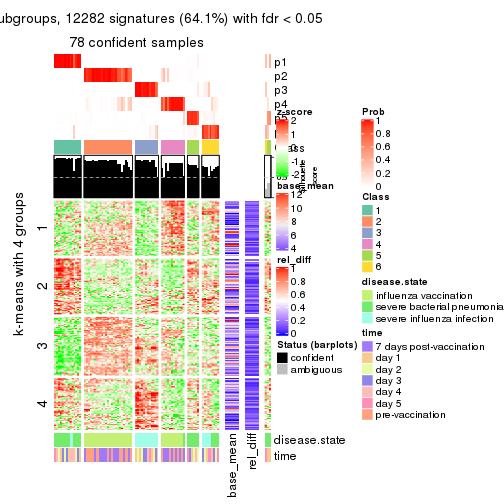 ubgroups, 12282 signatures (64.1%) with fdr < 0.05
78 confident samples
p1
p2
p3
p4
p5
z-score
2
1
0
-1
-2
Silhouette
score
base_mean
12
10
8
6
4
rel_diff
1
0.8
0.6
0.4
0.2
0
Status (barplots)
confident
ambiguous
Prob
1
0.8
0.6
0.4
0.2
0
Class
1
2
3
4
5
6
disease.state
influenza vaccination
severe bacterial pneumonia
severe influenza infection
time
7 days post-vaccination
day 1
day 2
day 3
day 4
day 5
pre-vaccination
k-means with 4 groups
1
2
3
4
disease.state
time
base_mean
rel_diff